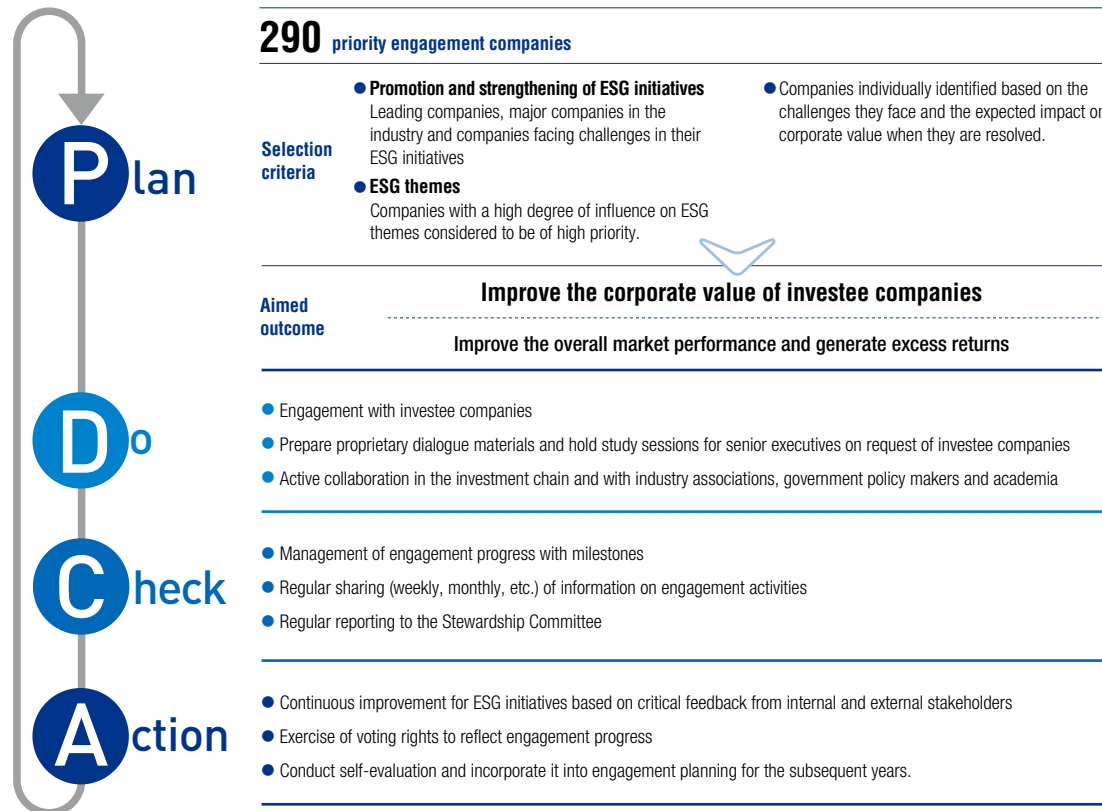 290 priority engagement companies
Plan
Selection
criteria
● Promotion and strengthening of ESG initiatives
Leading companies, major companies in the
industry and companies facing challenges in their
ESG initiatives
● ESG themes
Companies with a high degree of influence on ESG
themes considered to be of high priority.
● Companies individually identified based on the
challenges they face and the expected impact on
corporate value when they are resolved.
Aimed
outcome
Improve the corporate value of investee companies
Improve the overall market performance and generate excess returns
Do
● Engagement with investee companies
● Prepare proprietary dialogue materials and hold study sessions for senior executives on request of investee companies
● Active collaboration in the investment chain and with industry associations, government policy makers and academia
Check
● Management of engagement progress with milestones
● Regular sharing (weekly, monthly, etc.) of information on engagement activities
● Regular reporting to the Stewardship Committee
Action
● Continuous improvement for ESG initiatives based on critical feedback from internal and external stakeholders
● Exercise of voting rights to reflect engagement progress
● Conduct self-evaluation and incorporate it into engagement planning for the subsequent years.